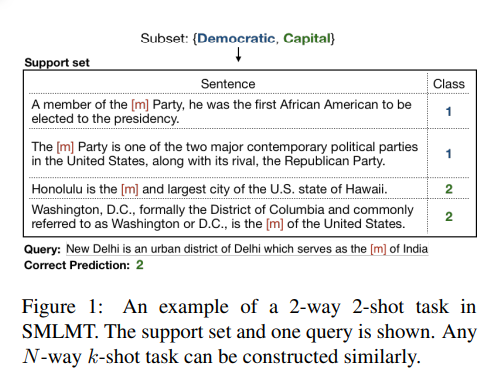 Subset: {Democratic, Capital}
Support set
Sentence Class
A member of the [m] Party, he was the first African American to be
elected to the presidency.
1
The [m] Party is one of the two major contemporary political parties
in the United States, along with its rival, the Republican Party.
1
Honolulu is the [m] and largest city of the U.S. state of Hawaii. 2
Washington, D.C., formally the District of Columbia and commonly
referred to as Washington or D.C., is the [m] of the United States.
2
Query: New Delhi is an urban district of Delhi which serves as the [m] of India
Correct Prediction: 2
Figure 1: An example of a 2-way 2-shot task in
SMLMT. The support set and one query is shown. Any
N-way k-shot task can be constructed similarly.